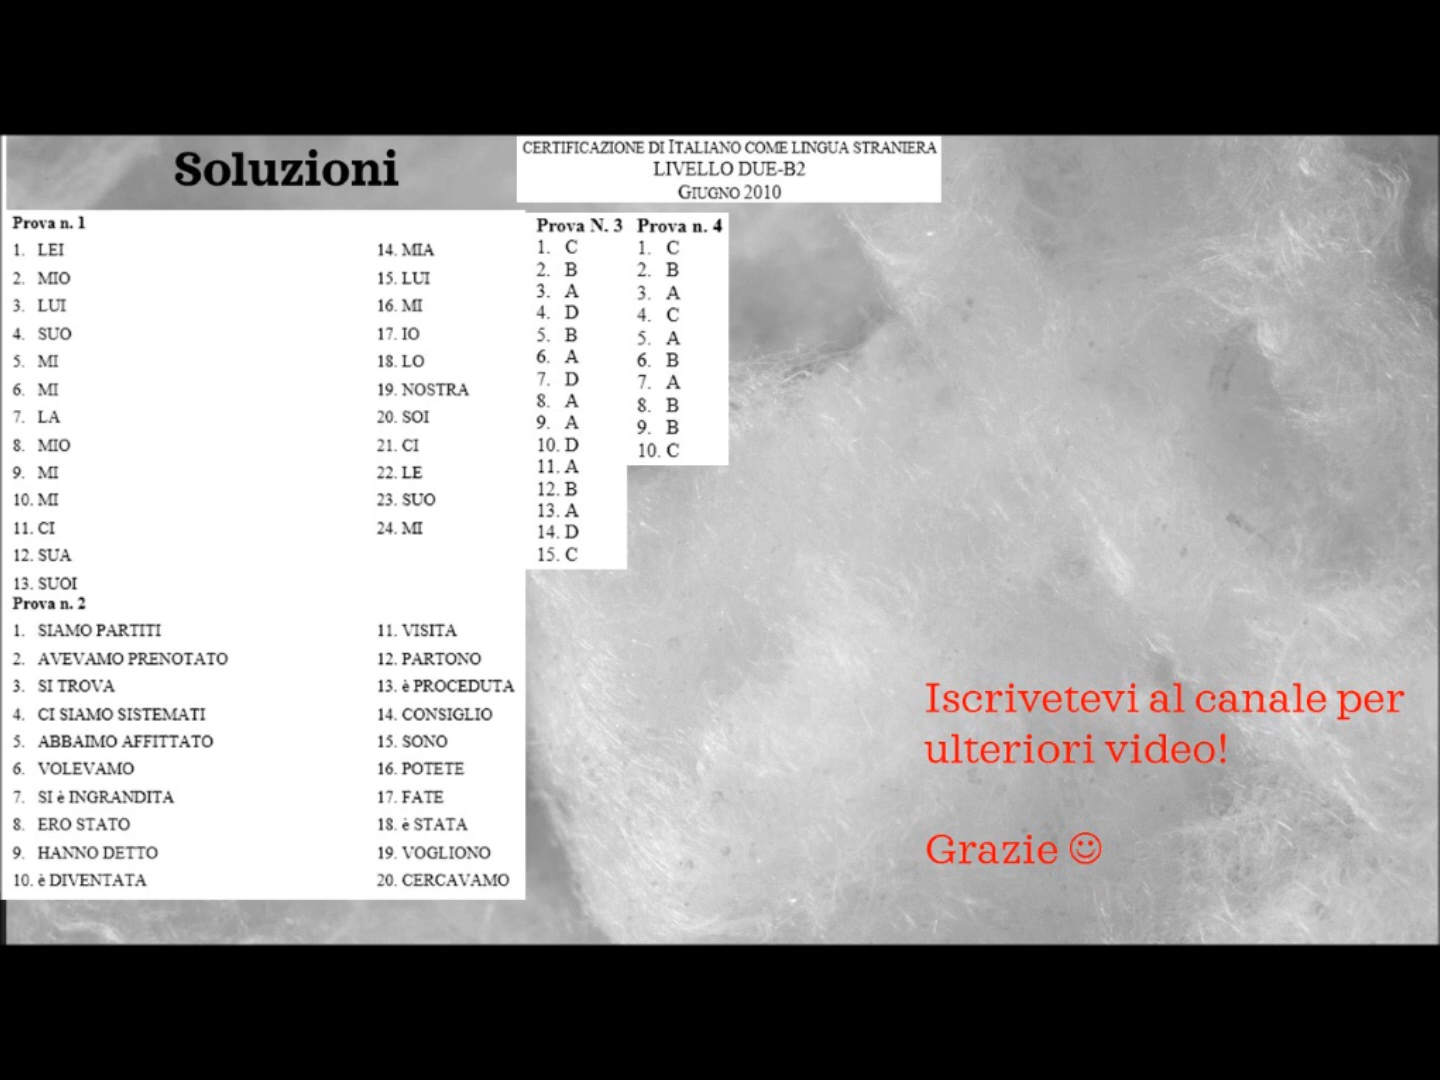 Soluzioni
CERTIFICAZIONE DI ITALIANO COME LINGUA STRANIERA
LIVELLO DUE-B2
GIUGNO 2010
Prova n. 1
1. LEI
2. MIO
3. LUI
4. SUO
5. MI
6. MI
7. LA
8. MIO
9. MI
10. MI
11. CI
12. SUA
13. SUOI
14. MIA
15. LUI
16. MI
17. IO
18. LO
19. NOSTRA
20. SOI
21. CI
22. LE
23. SUO
24. MI
Prova n. 2
1. SIAMO PARTITI
2. AVEVAMO PRENOTATO
3. SI TROVA
4. CI SIAMO SISTEMATI
5. ABBAIMO AFFITTATO
6. VOLEVAMO
7. SI è INGRANDITA
8. ERO STATO
9. HANNO DETTO
10. è DIVENTATA
11. VISITA
12. PARTONO
13. è PROCEDUTA
14. CONSIGLIO
15. SONO
16. POTETE
17. FATE
18. è STATA
19. VOGLIONO
20. CERCAVAMO
Prova N. 3
1. C
2. B
3. A
4. D
5. B
6. A
7. D
8. A
9. A
10. D
11. A
12. B
13. A
14. D
15. C
Prova n. 4
1. C
2. B
3. A
4. C
5. A
6. B
7. A
8. B
9. B
10. C
Iscrivetevi al canale per
ulteriori video!
Grazie ☺